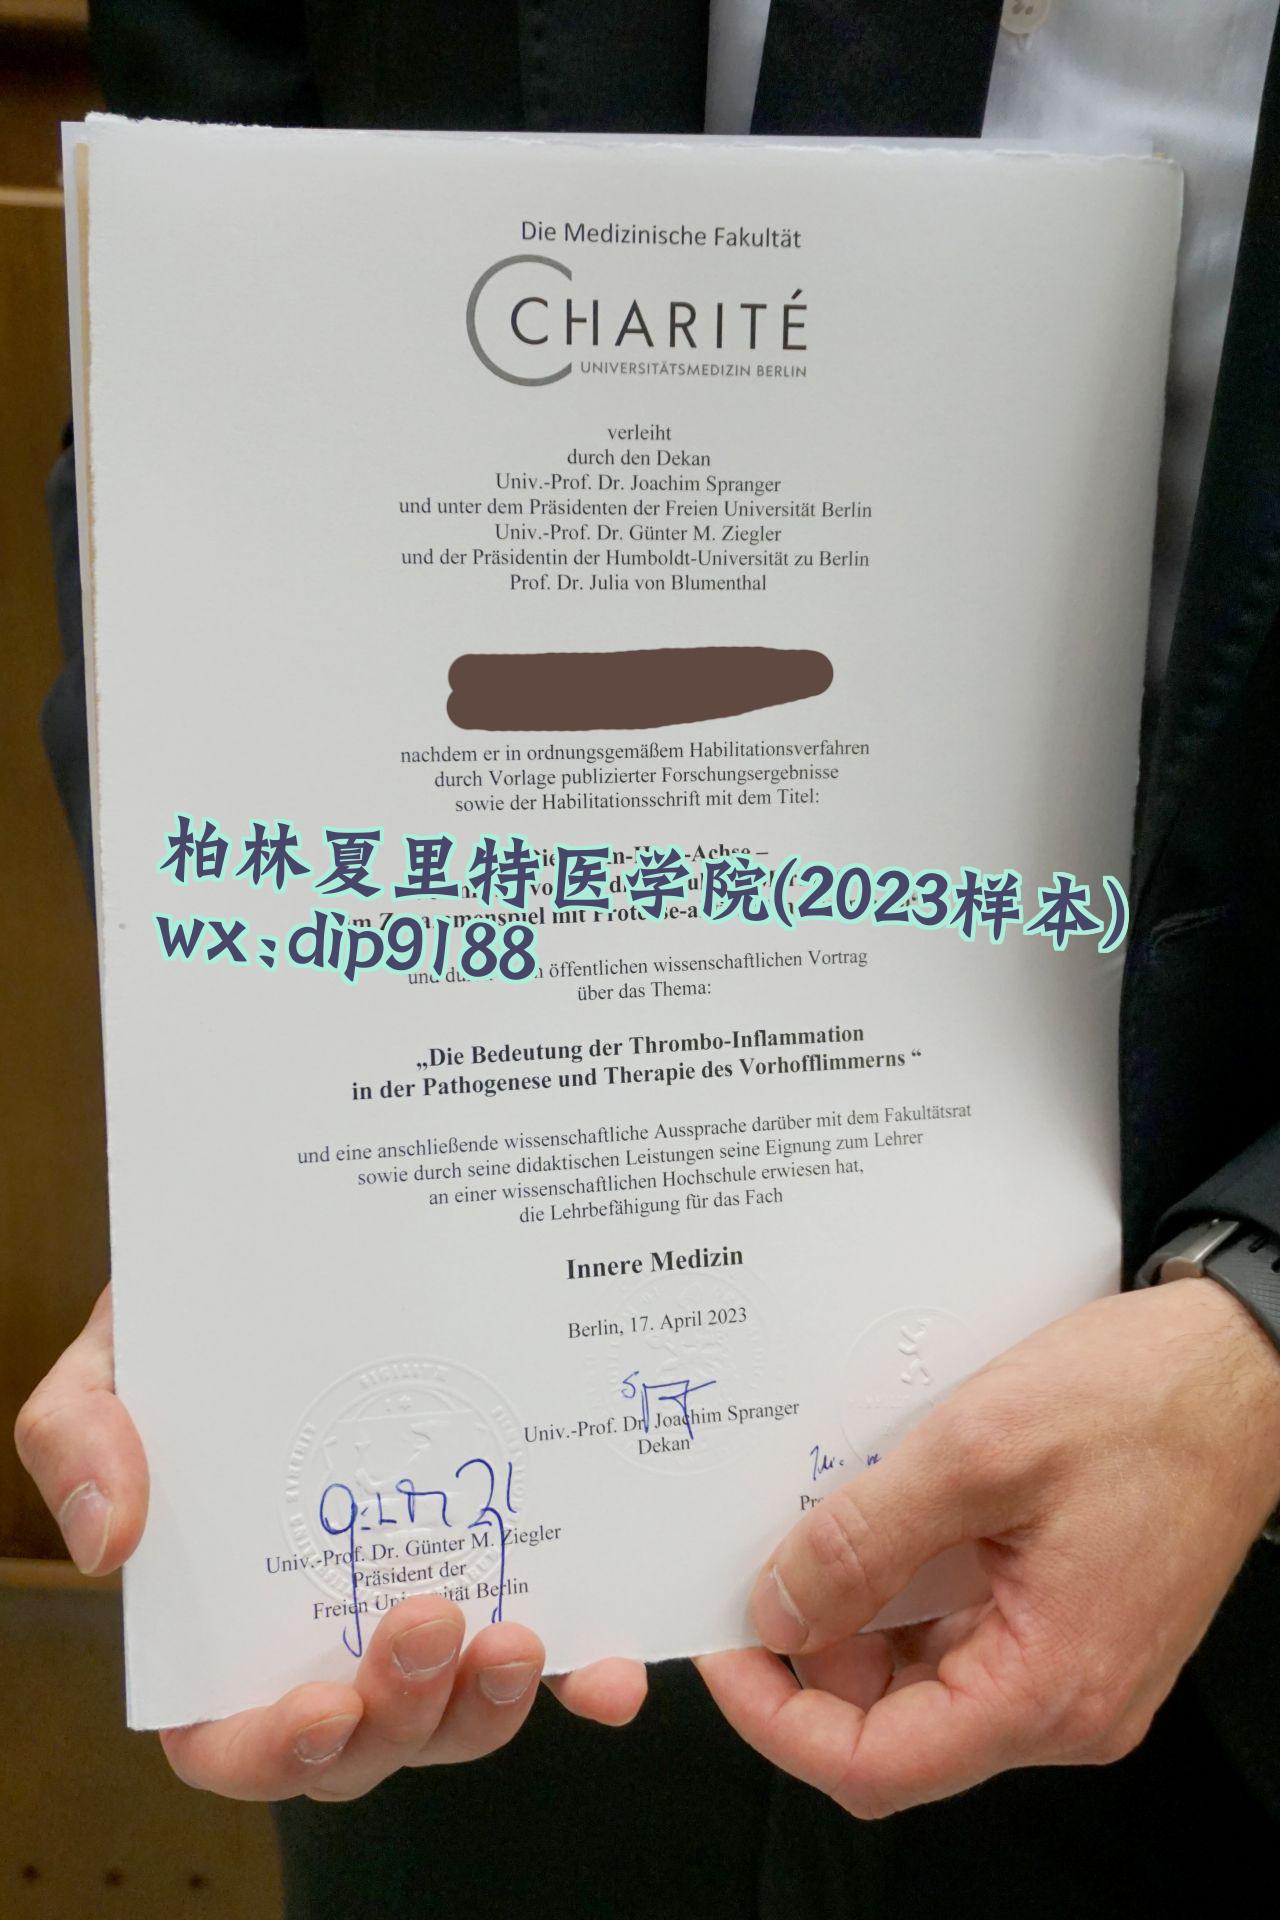 Die Medizinische Fakultät
CHARITÉ
UNIVERSITÄTSMEDIZIN BERLIN
verleiht
durch den Dekan
Univ.-Prof. Dr. Joachim Spranger
und unter dem Präsidenten der Freien Universität Berlin
Univ.-Prof. Dr. Günter M. Ziegler
und der Präsidentin der Humboldt-Universität zu Berlin
Prof. Dr. Julia von Blumenthal
nachdem er in ordnungsgemäßem Habilitationsverfahren
durch Vorlage publizierter Forschungsergebnisse
sowie der Habilitationsschrift mit dem Titel:
柏林夏里特医学院(2023样本)
wx:dip9188
mit
und
öffentlichen wissenschaftlichen Vortrag
über das Thema:
„Die Bedeutung der Thrombo-Inflammation
in der Pathogenese und Therapie des Vorhofflimmerns “
und eine anschließende wissenschaftliche Aussprache darüber mit dem Fakultätsrat
sowie durch seine didaktischen Leistungen seine Eignung zum Lehrer
an einer wissenschaftlichen Hochschule erwiesen hat,
die Lehrbefähigung für das Fach
Innere Medizin
Berlin, 17. April 2023
Univ.-Prof. Dr. Joachim Spranger
Dekan
Univ.-Prof. Dr. Günter M. Ziegler
Präsident der
Freien Universität Berlin